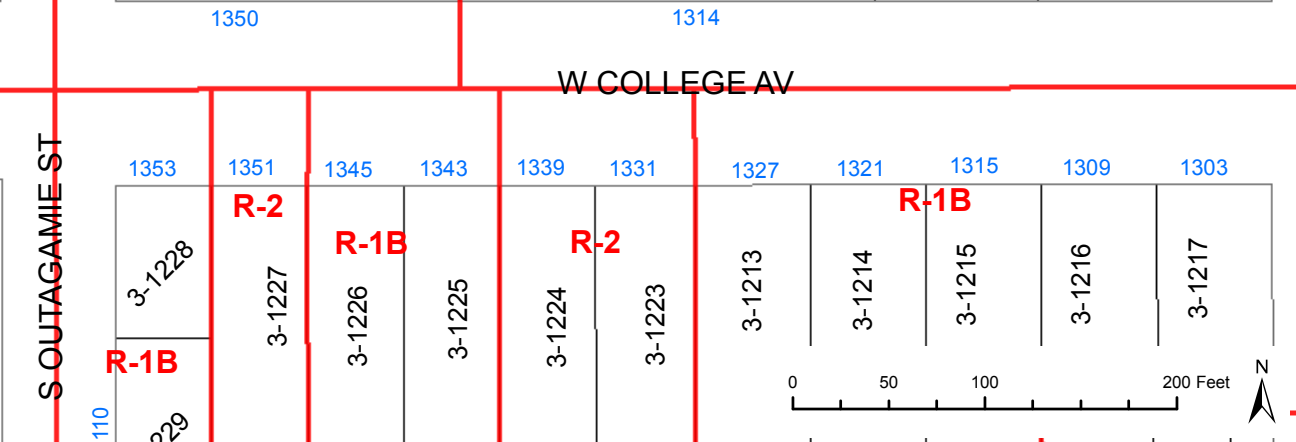 1350
1314
W COLLEGE AV
S OUTAGAMIE ST
1353
1351
1345
1343
1339
1331
1327
1321
1315
1309
1303
R-2
R-1B
R-2
R-1B
3-1228
3-1227
3-1226
3-1225
3-1224
3-1223
3-1213
3-1214
3-1215
3-1216
3-1217
R-1B
110
229
0 50 100 200 Feet
N